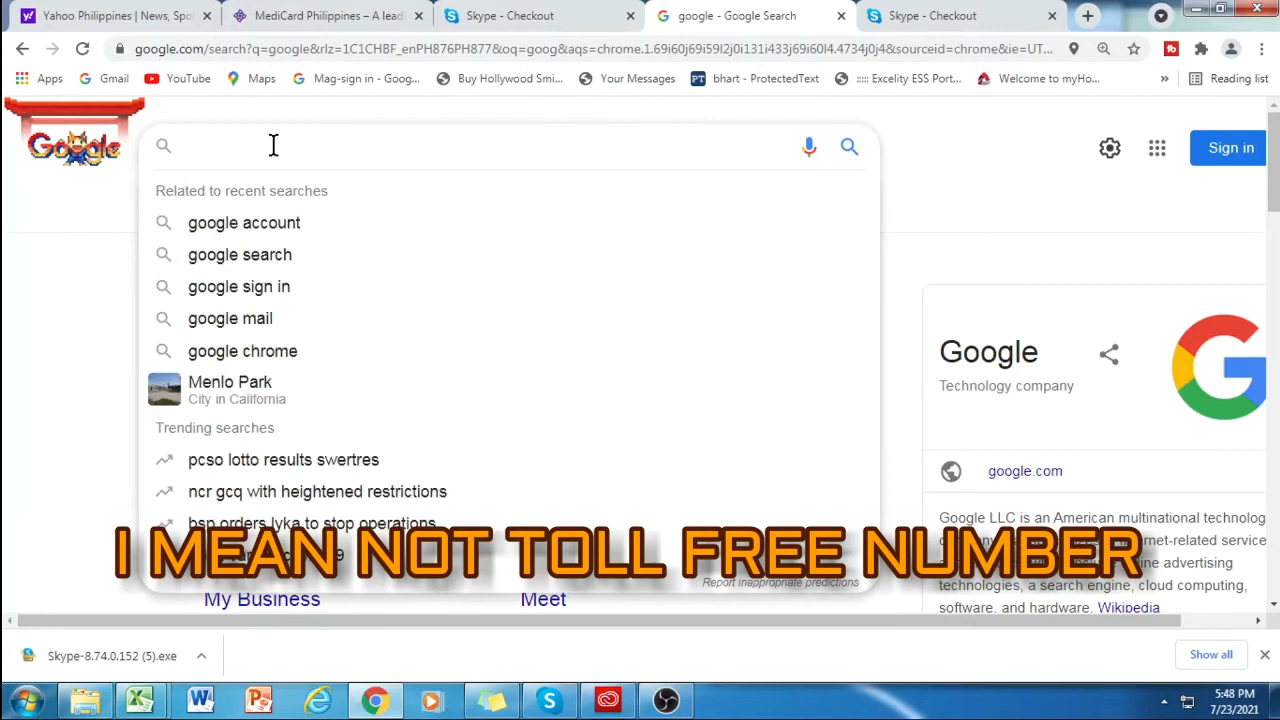 Yahoo Philippines | News, Spo
MediCard Philippines – A leadi
Skype - Checkout
google - Google Search
Skype - Checkout
google.com/search?q=google&rlz=1C1CHBF_enPH876PH877&oq=goog&aqs=chrome.1.69i60j69i59l2j0i131i433j69i60l4.4734j0j4&sourceid=chrome&ie=UT...
Apps
Gmail
YouTube
Maps
Mag-sign in - Goog...
Buy Hollywood Smi...
Your Messages
PT bhart - ProtectedText
:::: Excelity ESS Port...
Welcome to myHo...
»
Reading list
Google
Sign in
Related to recent searches
google account
google search
google sign in
google mail
google chrome
Menlo Park
City in California
Trending searches
pcso lotto results swertres
ncr gcq with heightened restrictions
bsp orders lyka to stop operations
I MEAN NOT TOLL FREE NUMBER
Report inappropriate predictions
My Business
Meet
Google
Technology company
google.com
Google LLC is an American multinational technolog
ternet-related service
ne advertising
technologies, a search engine, cloud computing,
software, and hardware. Wikipedia
Skype-8.74.0.152 (5).exe
Show all
5:48 PM
7/23/2021